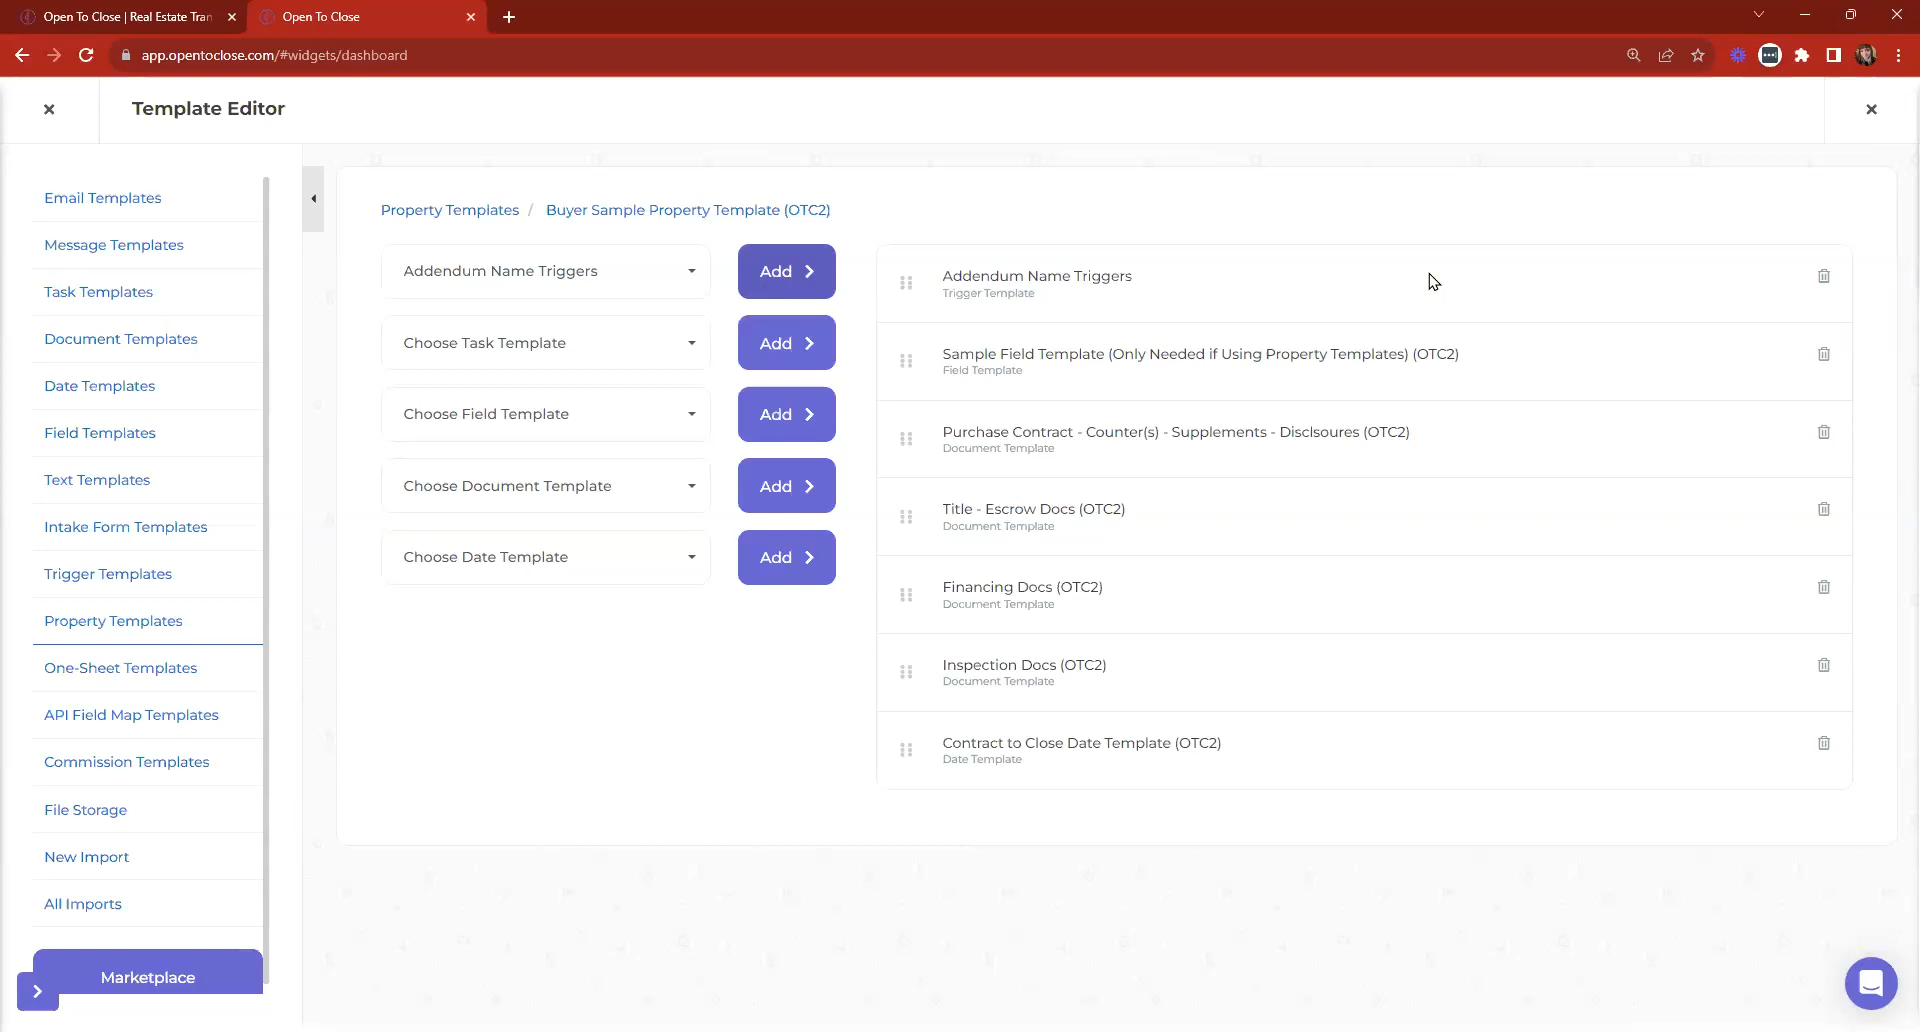 Open To Close | Real Estate Tran
Open To Close
app.opentoclose.com/#widgets/dashboard
Template Editor
Email Templates
Message Templates
Task Templates
Document Templates
Date Templates
Field Templates
Text Templates
Intake Form Templates
Trigger Templates
Property Templates
One-Sheet Templates
API Field Map Templates
Commission Templates
File Storage
New Import
All Imports
Marketplace
Property Templates / Buyer Sample Property Template (OTC2)
Addendum Name Triggers
Add
Choose Task Template
Add
Choose Field Template
Add
Choose Document Template
Add
Choose Date Template
Add
Addendum Name Triggers
Trigger Template
Sample Field Template (Only Needed if Using Property Templates) (OTC2)
Field Template
Purchase Contract - Counter(s) - Supplements - Disclsoures (OTC2)
Document Template
Title - Escrow Docs (OTC2)
Document Template
Financing Docs (OTC2)
Document Template
Inspection Docs (OTC2)
Document Template
Contract to Close Date Template (OTC2)
Date Template